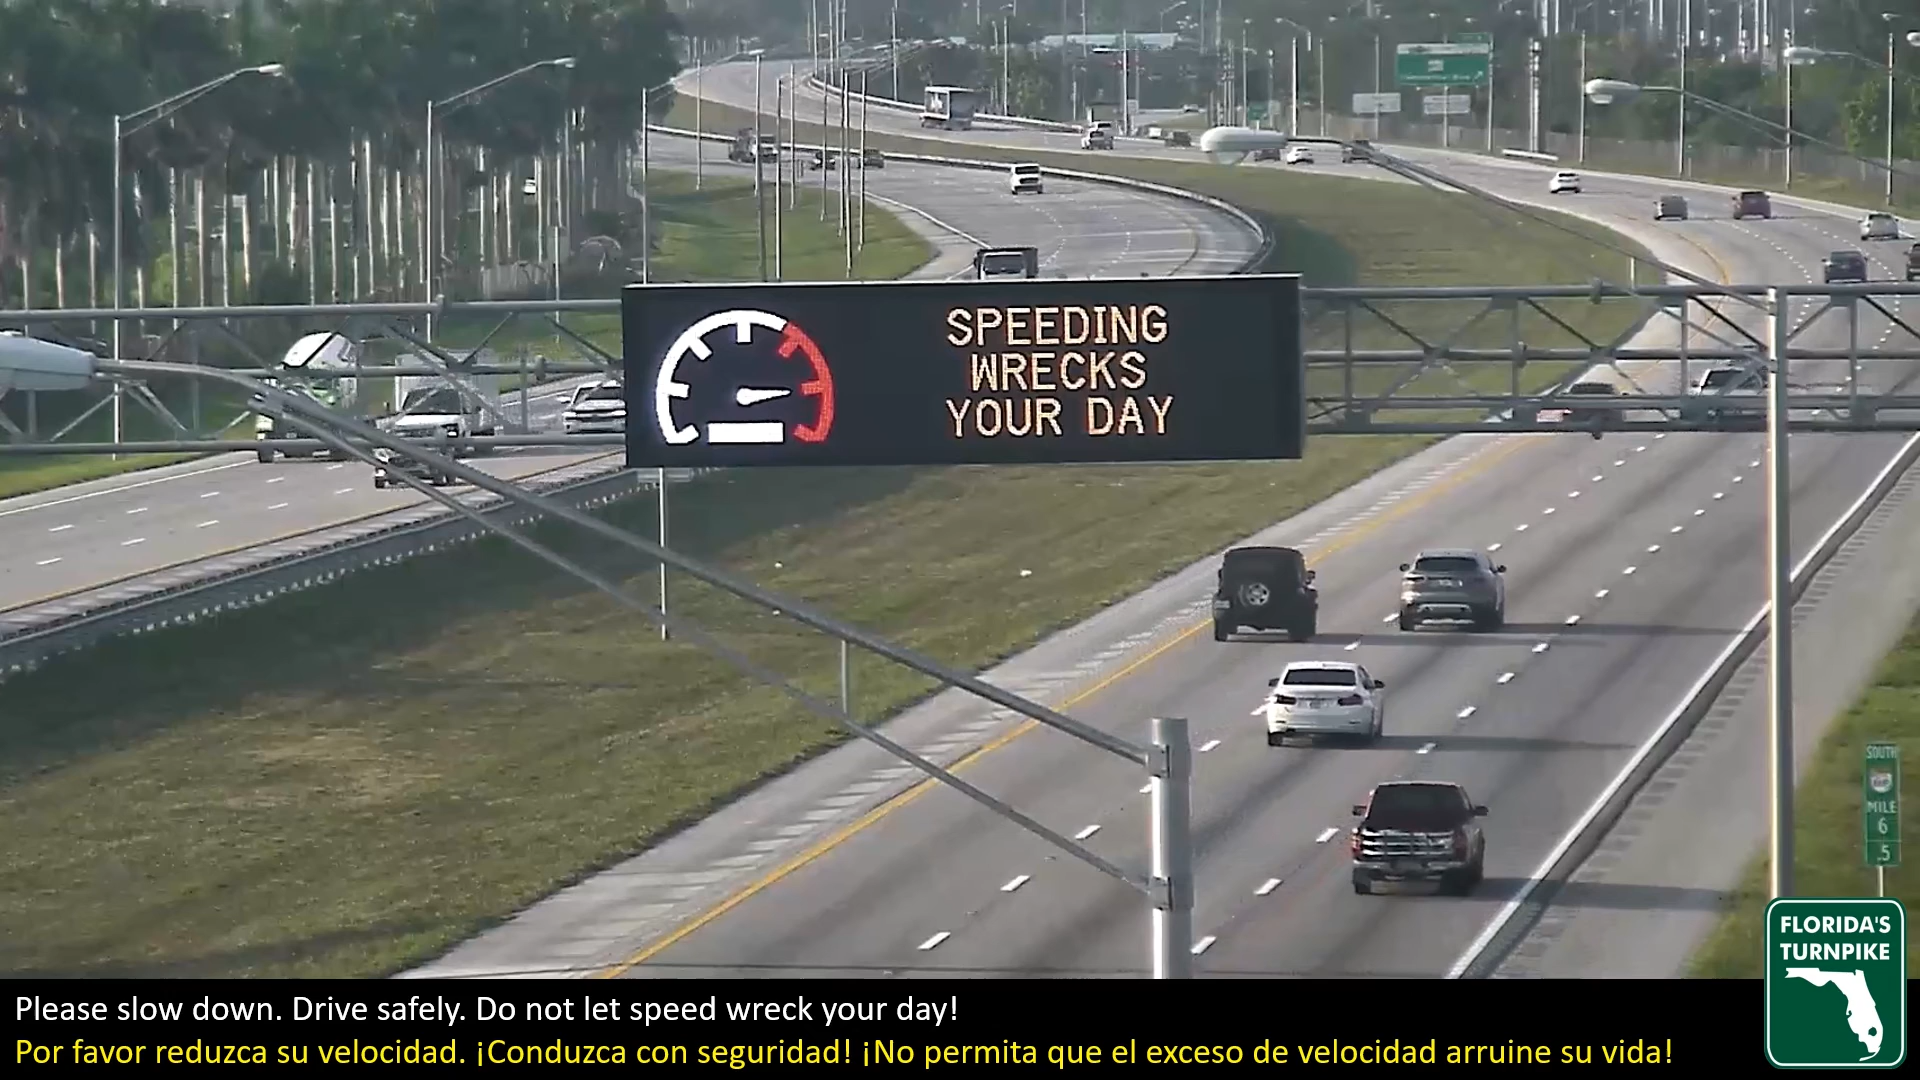 SPEEDING
WRECKS
YOUR DAY
SOUTH
MILE
6
.5
FLORIDA'S
TURNPIKE
Please slow down. Drive safely. Do not let speed wreck your day!
Por favor reduzca su velocidad. ¡Conduzca con seguridad! ¡No permita que el exceso de velocidad arruine su vida!